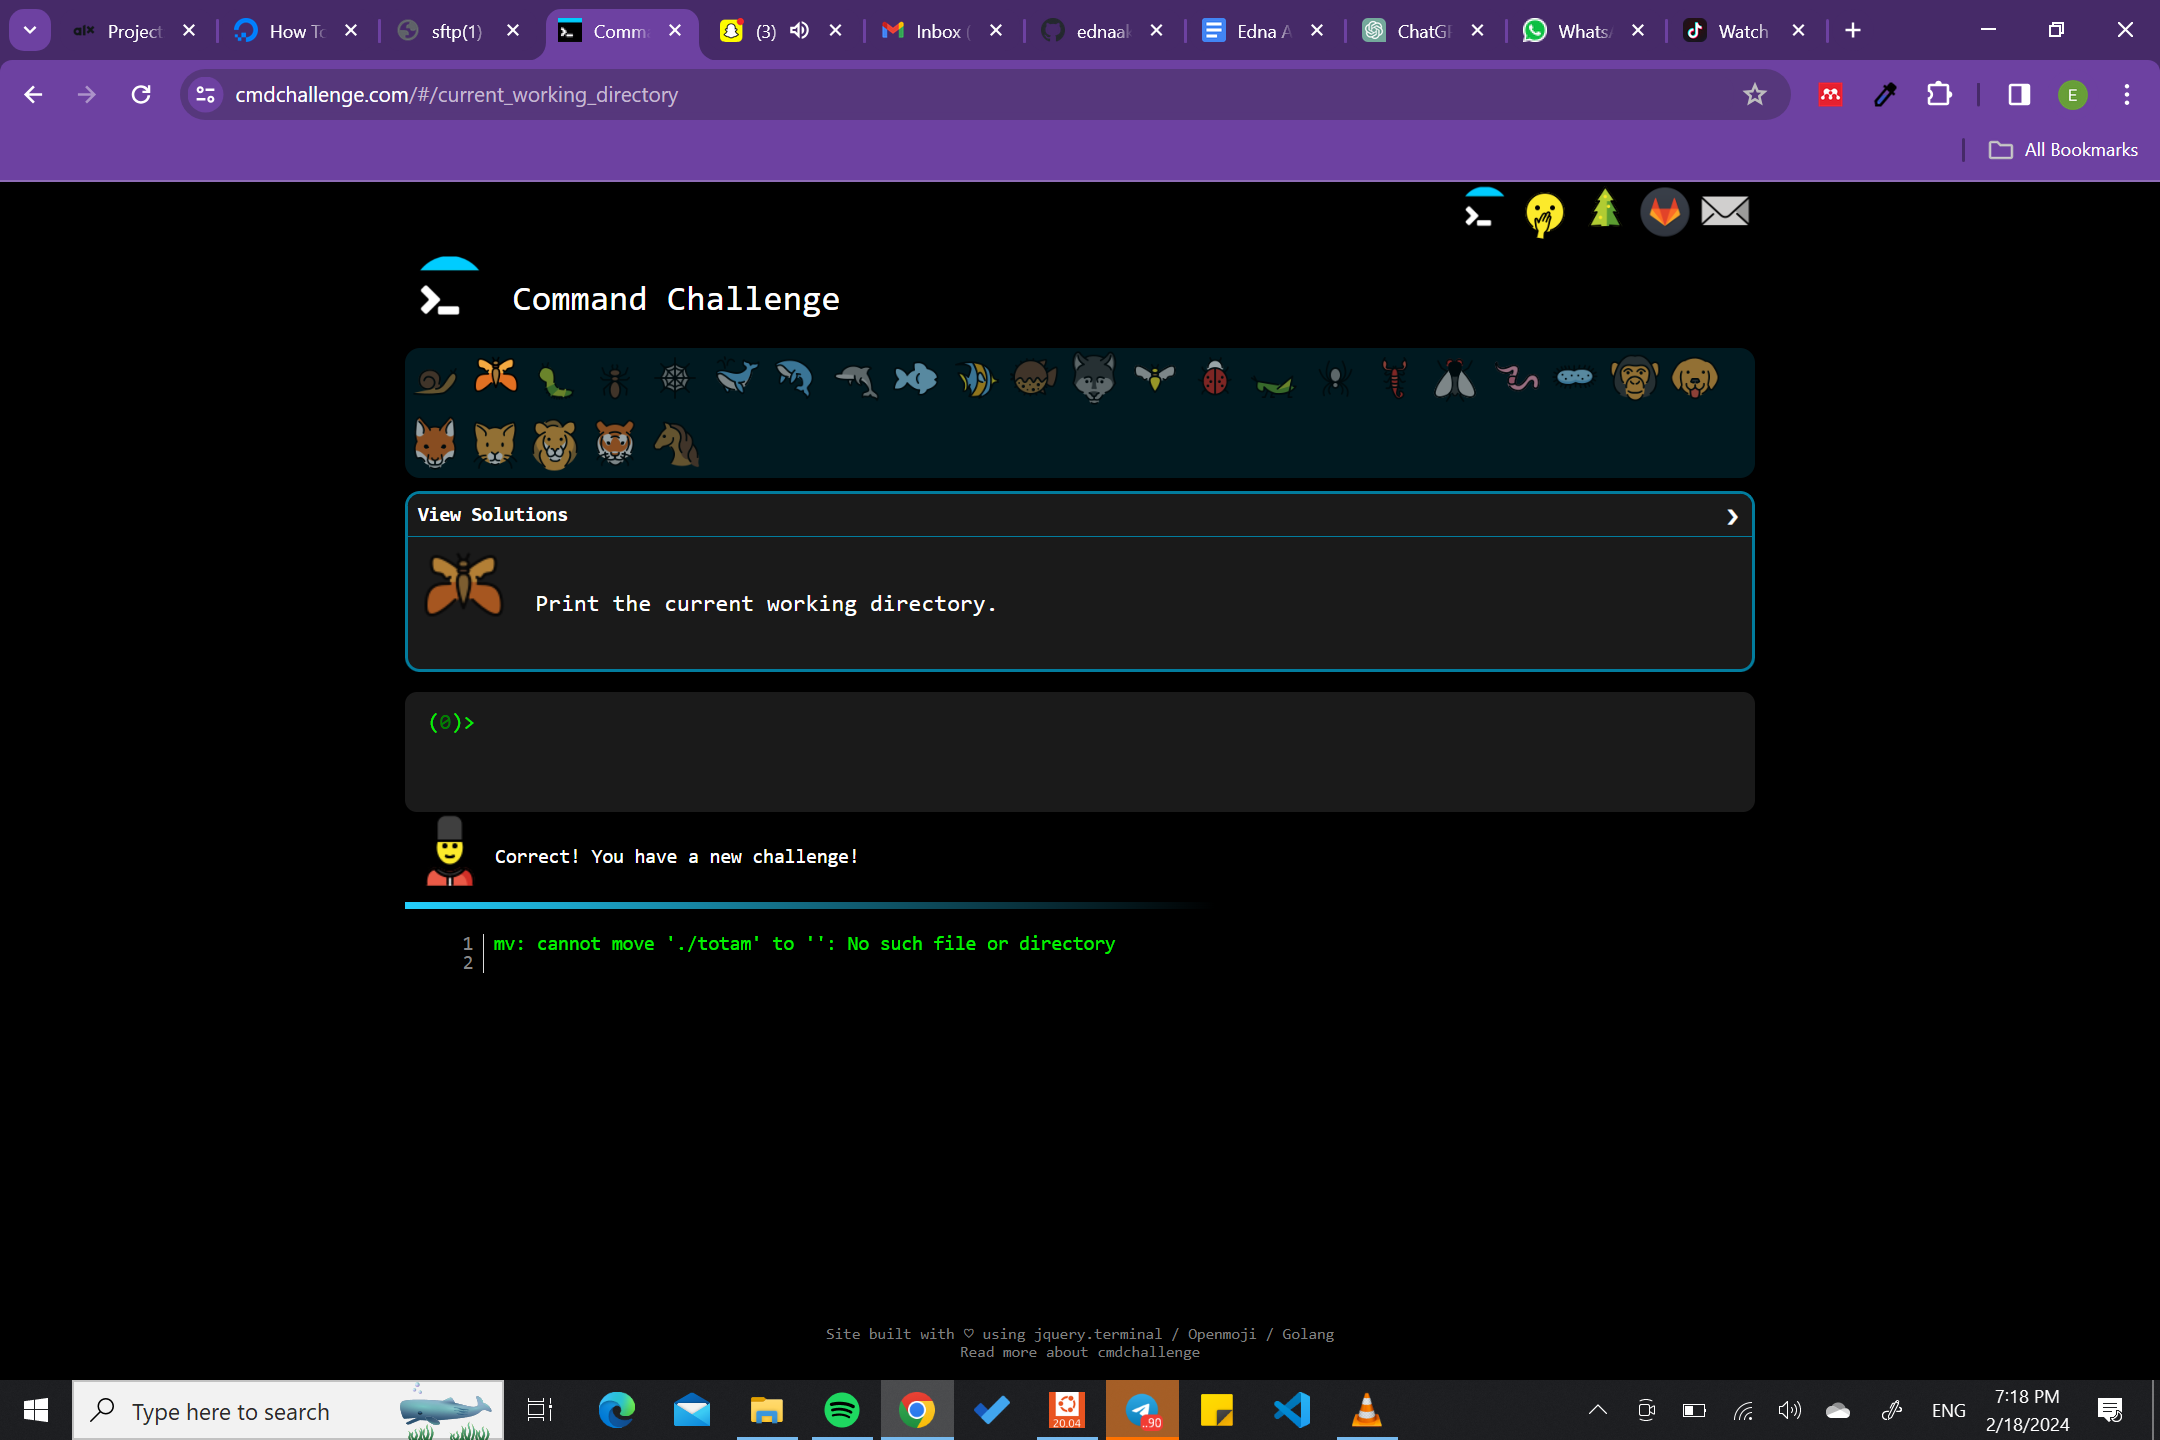 alx Project
How To
sftp(1)
Comma
(3)
Inbox (
ednaak
Edna A
ChatGP
Whats
Watch
cmdchallenge.com/#/current_working_directory
E
All Bookmarks
Command Challenge
View Solutions
Print the current working directory.
(0)>
Correct! You have a new challenge!
1 mv: cannot move './totam' to '': No such file or directory
2
Site built with ♡ using jquery.terminal / Openmoji / Golang
Read more about cmdchallenge
Type here to search
20.04
..90
ENG
7:18 PM
2/18/2024